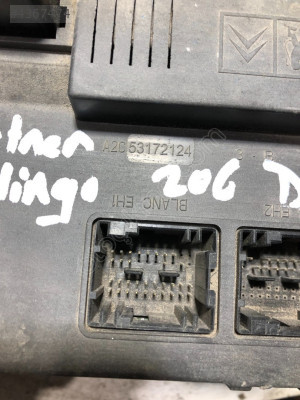 A2C53172124
tner
lingo 206 D
BLANC EH1
EH2